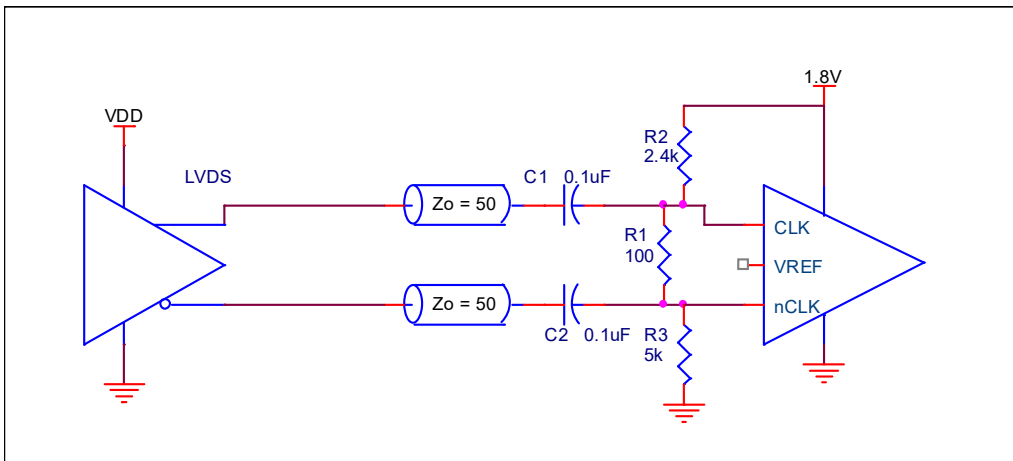 1.8V
VDD
R2
2.4k
LVDS
C1 0.1uF
Zo = 50
CLK
R1
100
VREF
Zo = 50
nCLK
C2 0.1uF
R3
5k